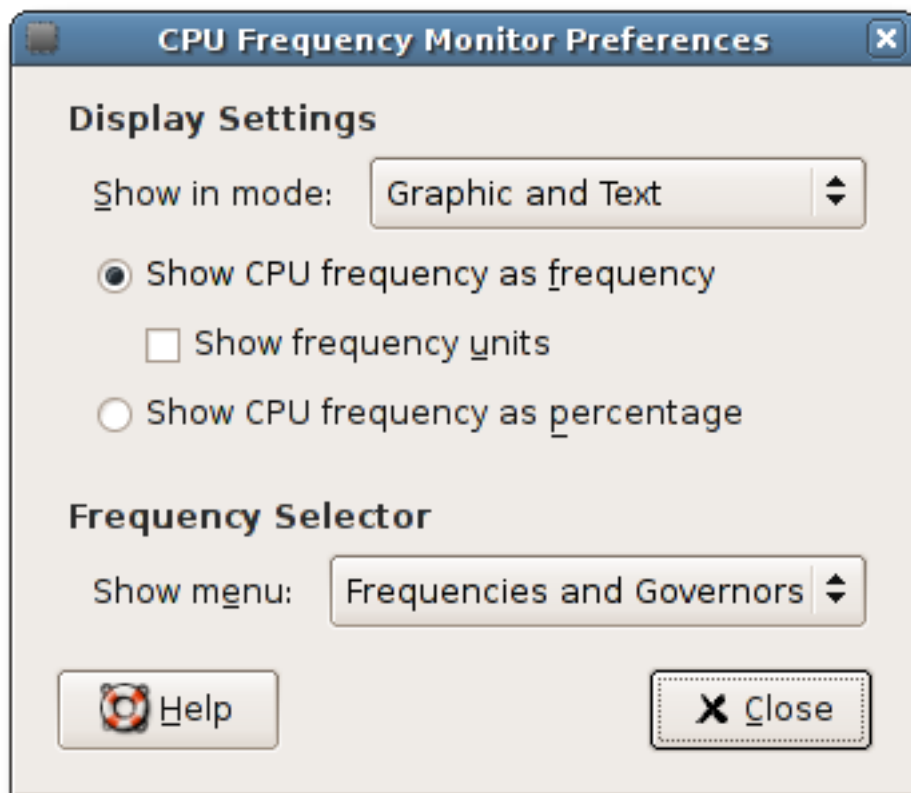 CPU Frequency Monitor Preferences
Display Settings
Show in mode: Graphic and Text
Show CPU frequency as frequency
Show frequency units
Show CPU frequency as percentage
Frequency Selector
Show menu: Frequencies and Governors
Help Close